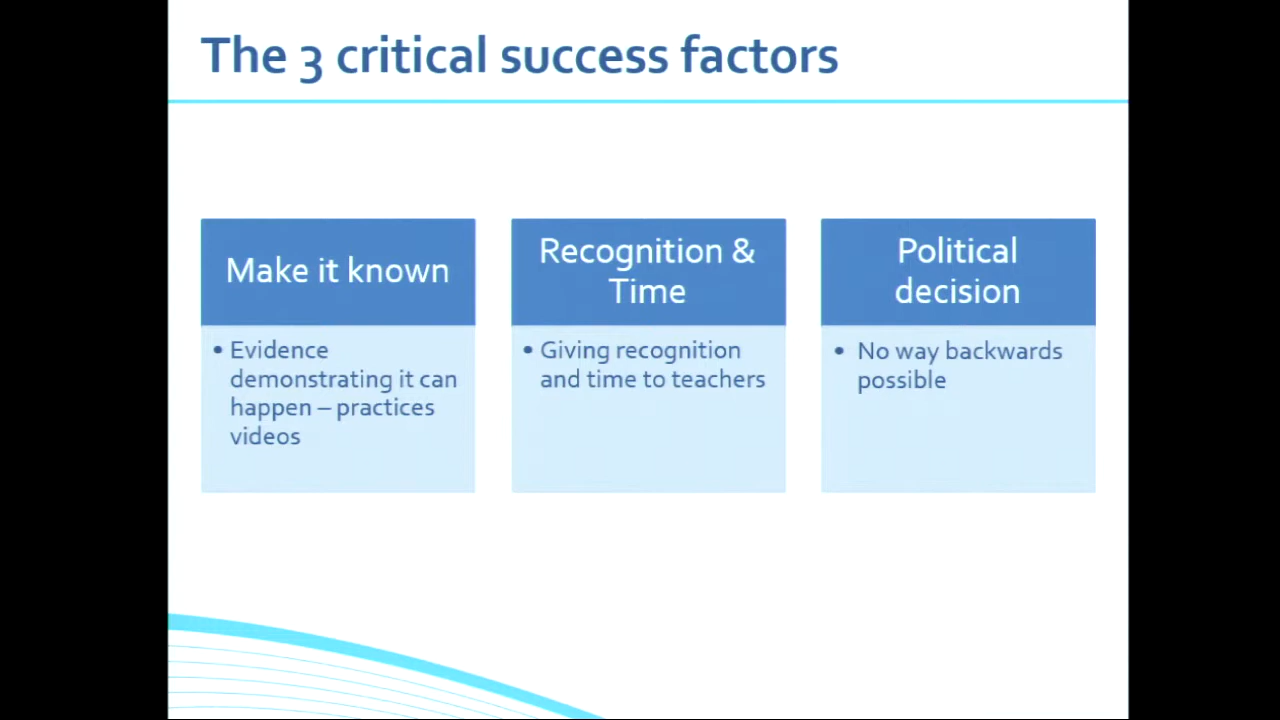 The 3 critical success factors
Make it known
• Evidence
demonstrating it can
happen – practices
videos
Recognition &
Time
• Giving recognition
and time to teachers
Political
decision
• No way backwards
possible